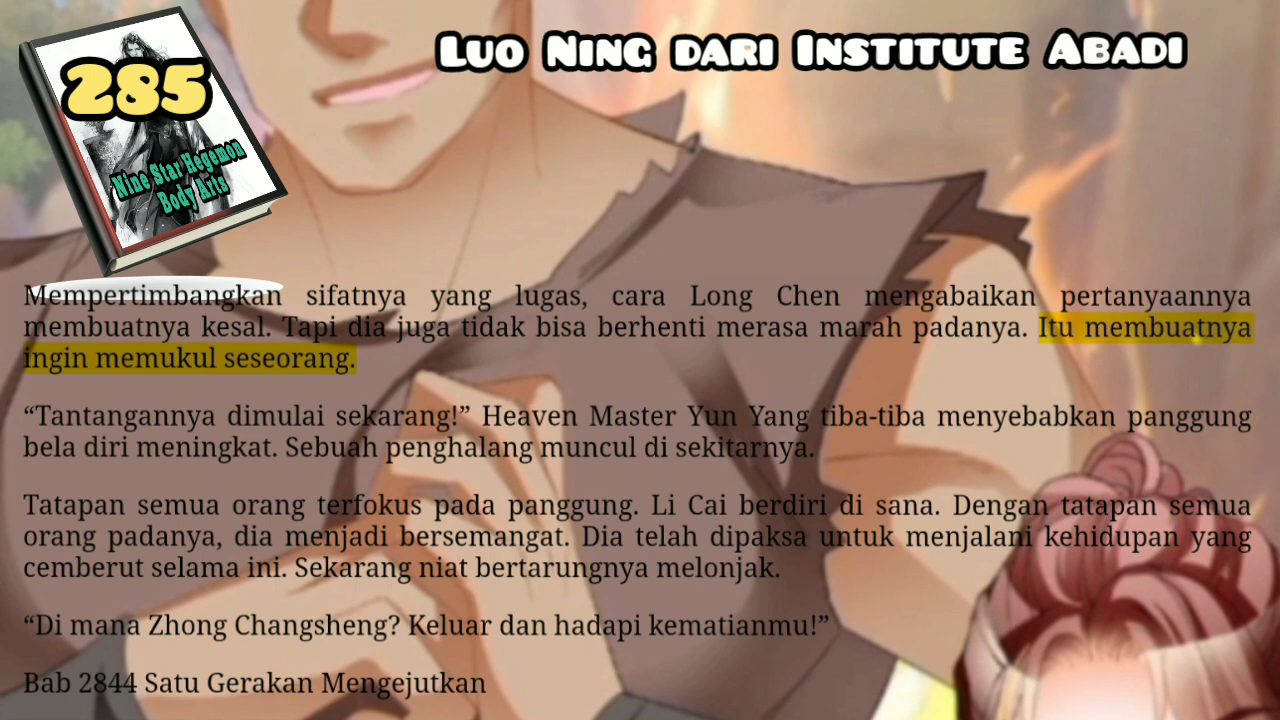 285
Nine Star Hegemon
Body Arts
Luo Ning dari Institute Abadi
Mempertimbangkan sifatnya yang lugas, cara Long Chen mengabaikan pertanyaannya
membuatnya kesal. Tapi dia juga tidak bisa berhenti merasa marah padanya. Itu membuatnya
ingin memukul seseorang.
“Tantangannya dimulai sekarang!” Heaven Master Yun Yang tiba-tiba menyebabkan panggung
bela diri meningkat. Sebuah penghalang muncul di sekitarnya.
Tatapan semua orang terfokus pada panggung. Li Cai berdiri di sana. Dengan tatapan semua
orang padanya, dia menjadi bersemangat. Dia telah dipaksa untuk menjalani kehidupan yang
cemberut selama ini. Sekarang niat bertarungnya melonjak.
“Di mana Zhong Changsheng? Keluar dan hadapi kematianmu!”
Bab 2844 Satu Gerakan Mengejutkan